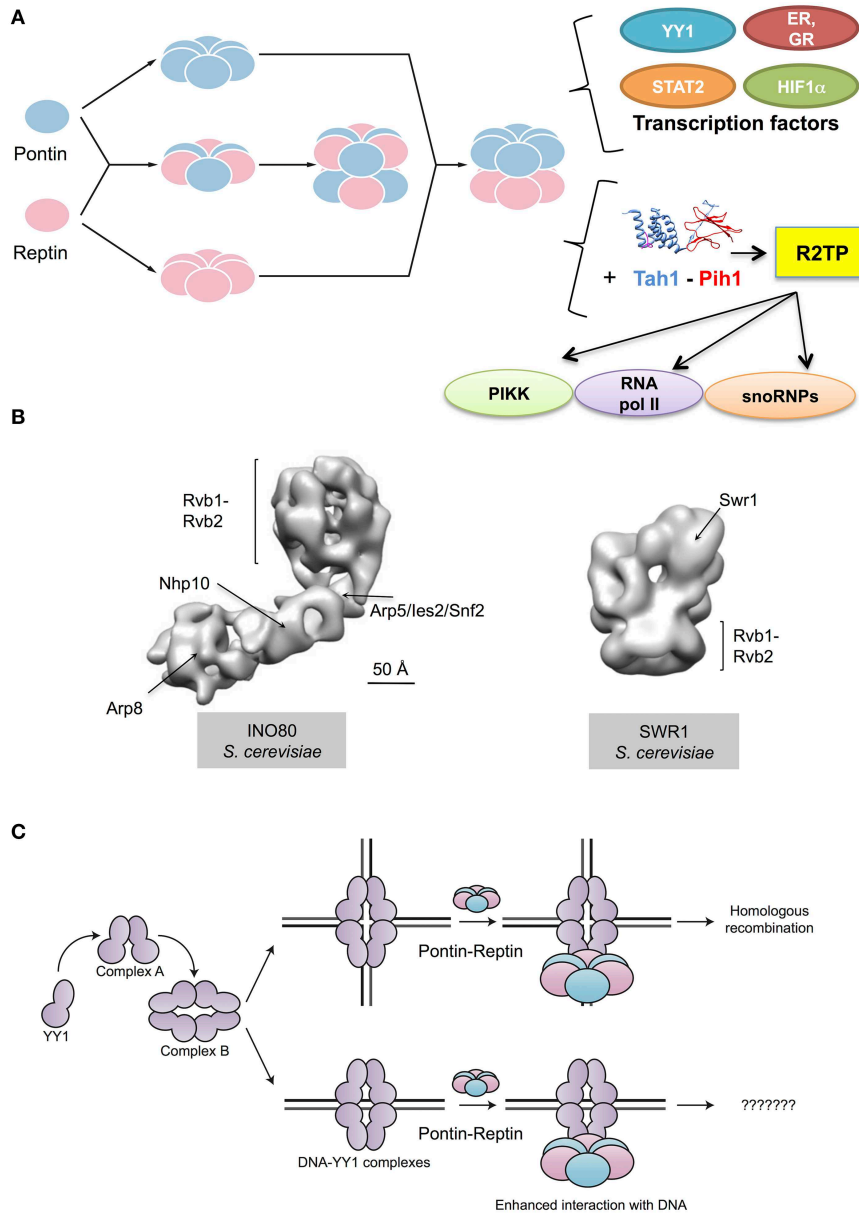 A
Pontin
Reptin
YY1
ER,
GR
STAT2
HIF1α
Transcription factors
+ Tah1 - Pih1
R2TP
PIKK
RNA
pol II
snoRNPs
B
Rvb1-
Rvb2
Nhp10
Arp5/Ies2/Snf2
Arp8
50 Å
INO80
S. cerevisiae
Swr1
Rvb1-
Rvb2
SWR1
S. cerevisiae
C
YY1
Complex A
Complex B
Pontin-Reptin
Homologous
recombination
DNA-YY1 complexes
Pontin-Reptin
Enhanced interaction with DNA
???????